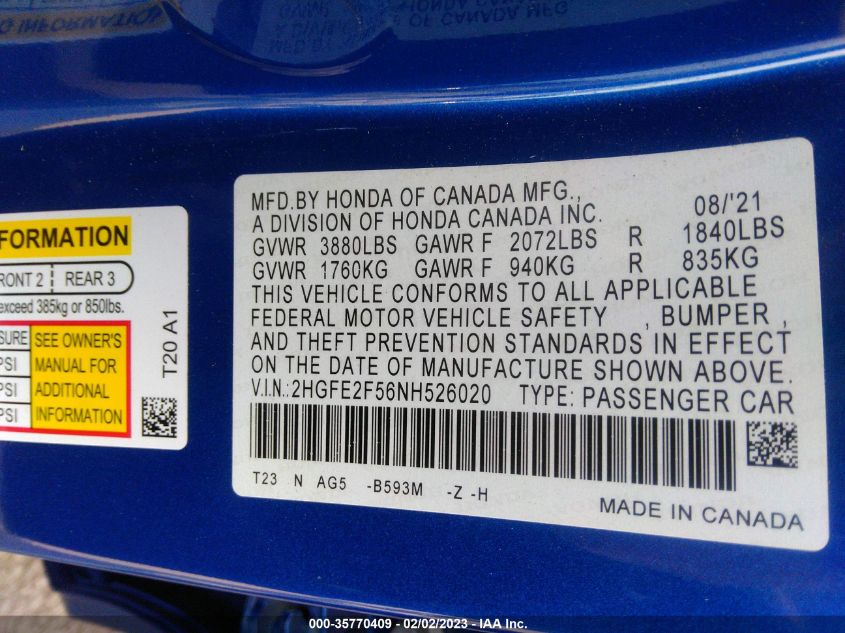 MFD.BY HONDA OF CANADA MFG., 08/'21
A DIVISION OF HONDA CANADA INC.
GVWR 3880LBS GAWR F 2072LBS R 1840LBS
GVWR 1760KG GAWR F 940KG R 835KG
THIS VEHICLE CONFORMS TO ALL APPLICABLE
FEDERAL MOTOR VEHICLE SAFETY , BUMPER ,
AND THEFT PREVENTION STANDARDS IN EFFECT
ON THE DATE OF MANUFACTURE SHOWN ABOVE.
V.I.N.:2HGFE2F56NH526020 TYPE: PASSENGER CAR
T23 N AG5 -B593M -Z -H
MADE IN CANADA
FORMATION
RONT 2 REAR 3
exceed 385kg or 850lbs.
SURE SEE OWNER'S
PSI MANUAL FOR
PSI ADDITIONAL
PSI INFORMATION
T20 A1
000-35770409 - 02/02/2023 - IAA Inc.